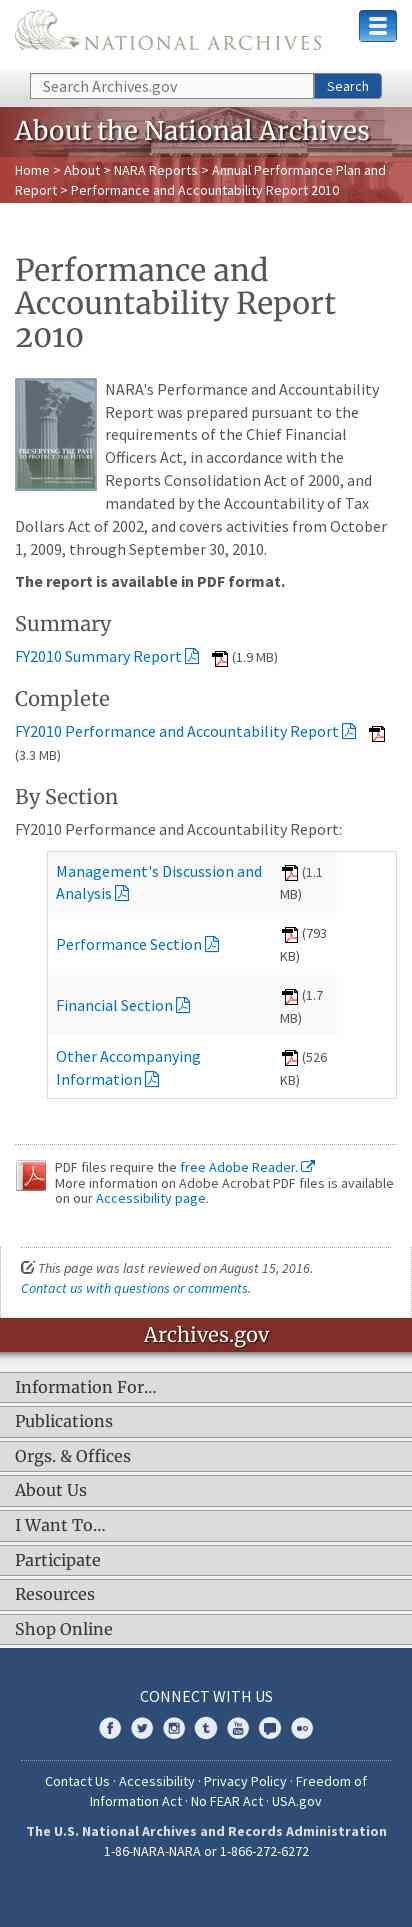 NATIONAL ARCHIVES
Search Archives.gov
Search
About the National Archives
Home > About > NARA Reports > Annual Performance Plan and
Report > Performance and Accountability Report 2010
Performance and
Accountability Report
2010
PRESERVING THE PAST
TO PROTECT THE FUTURE
NARA's Performance and Accountability
Report was prepared pursuant to the
requirements of the Chief Financial
Officers Act, in accordance with the
Reports Consolidation Act of 2000, and
mandated by the Accountability of Tax
Dollars Act of 2002, and covers activities from October
1, 2009, through September 30, 2010.
The report is available in PDF format.
Summary
FY2010 Summary Report (1.9 MB)
Complete
FY2010 Performance and Accountability Report
(3.3 MB)
By Section
FY2010 Performance and Accountability Report:
Management's Discussion and (1.1
Analysis MB)
Performance Section (793
KB)
Financial Section (1.7
MB)
Other Accompanying (526
Information KB)
PDF files require the free Adobe Reader.
More information on Adobe Acrobat PDF files is available
on our Accessibility page.
This page was last reviewed on August 15, 2016.
Contact us with questions or comments.
Archives.gov
Information For…
Publications
Orgs. & Offices
About Us
I Want To…
Participate
Resources
Shop Online
CONNECT WITH US
Contact Us · Accessibility · Privacy Policy · Freedom of
Information Act · No FEAR Act · USA.gov
The U.S. National Archives and Records Administration
1-86-NARA-NARA or 1-866-272-6272